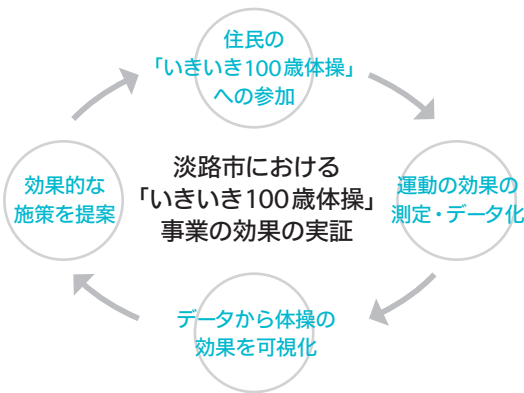 住民の
「いきいき100歳体操」
への参加
運動の効果の
測定・データ化
データから体操の
効果を可視化
効果的な
施策を提案
淡路市における
「いきいき100歳体操」
事業の効果の実証